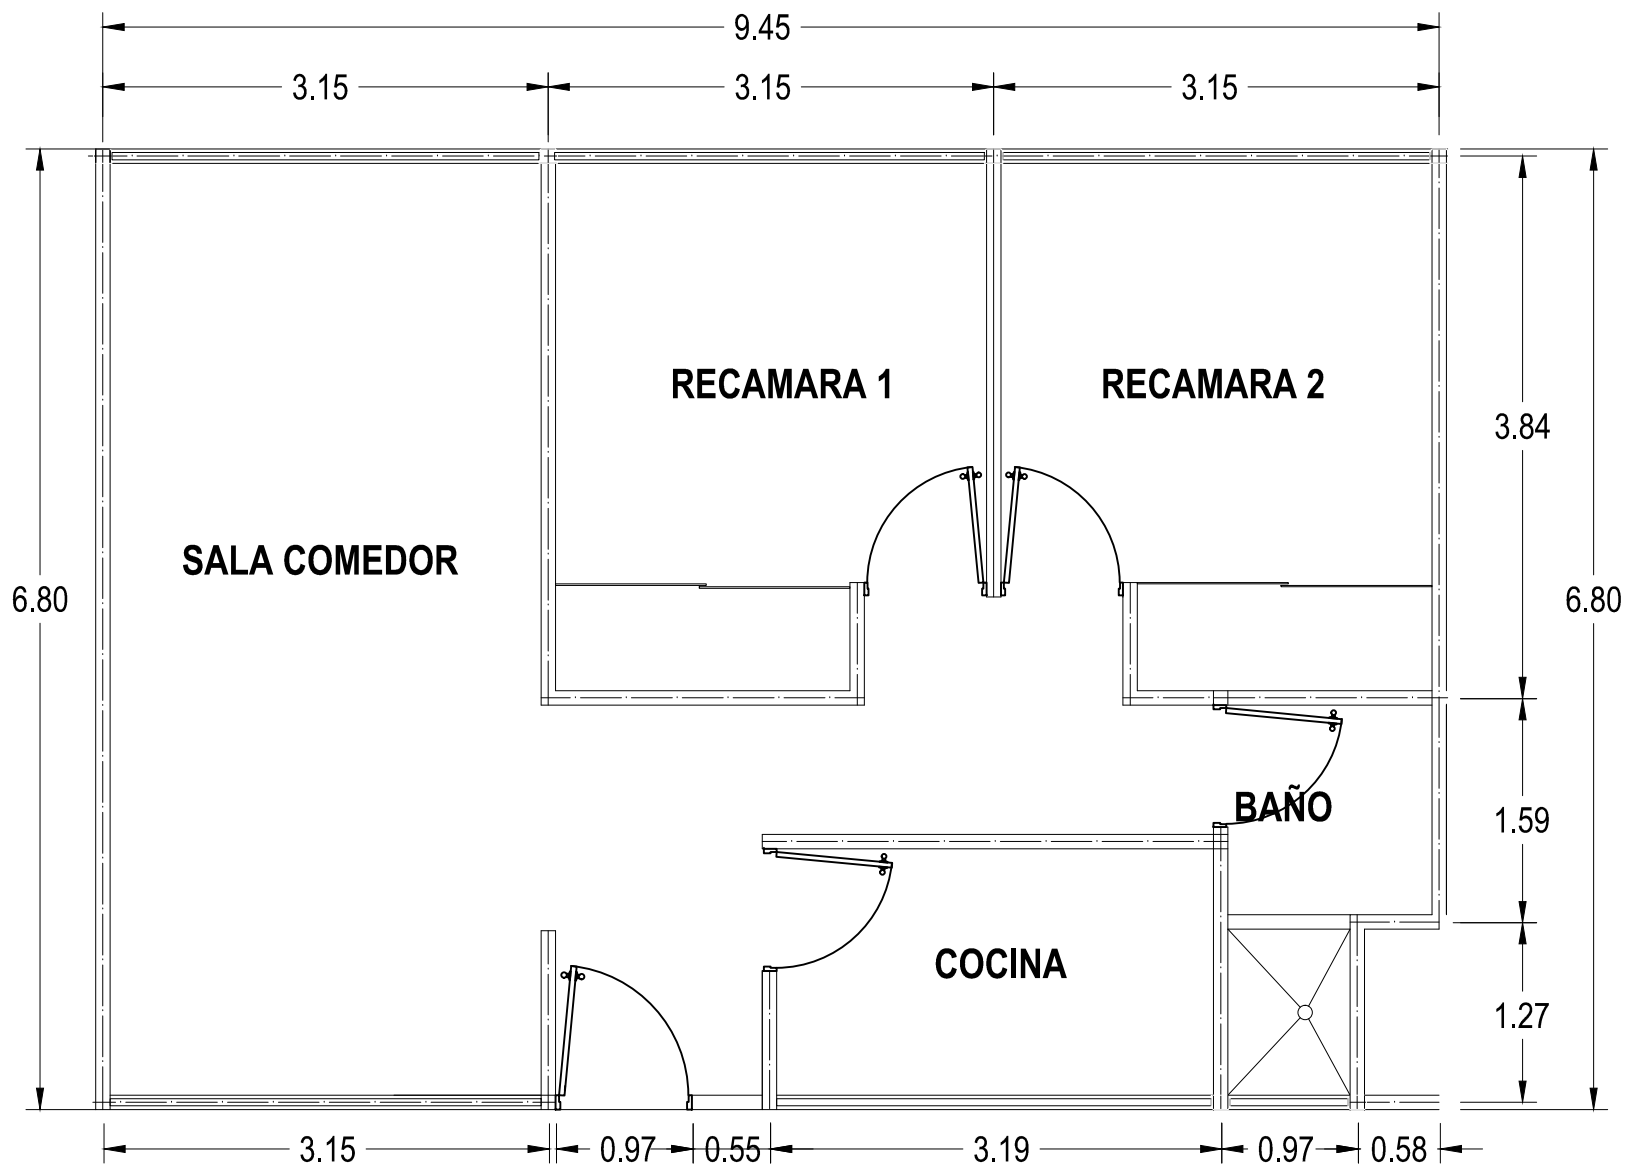 9.45
3.15 3.15 3.15
RECAMARA 1 RECAMARA 2
3.84
SALA COMEDOR
6.80 6.80
BAÑO
1.59
COCINA
1.27
3.15 0.97 0.55 3.19 0.97 0.58